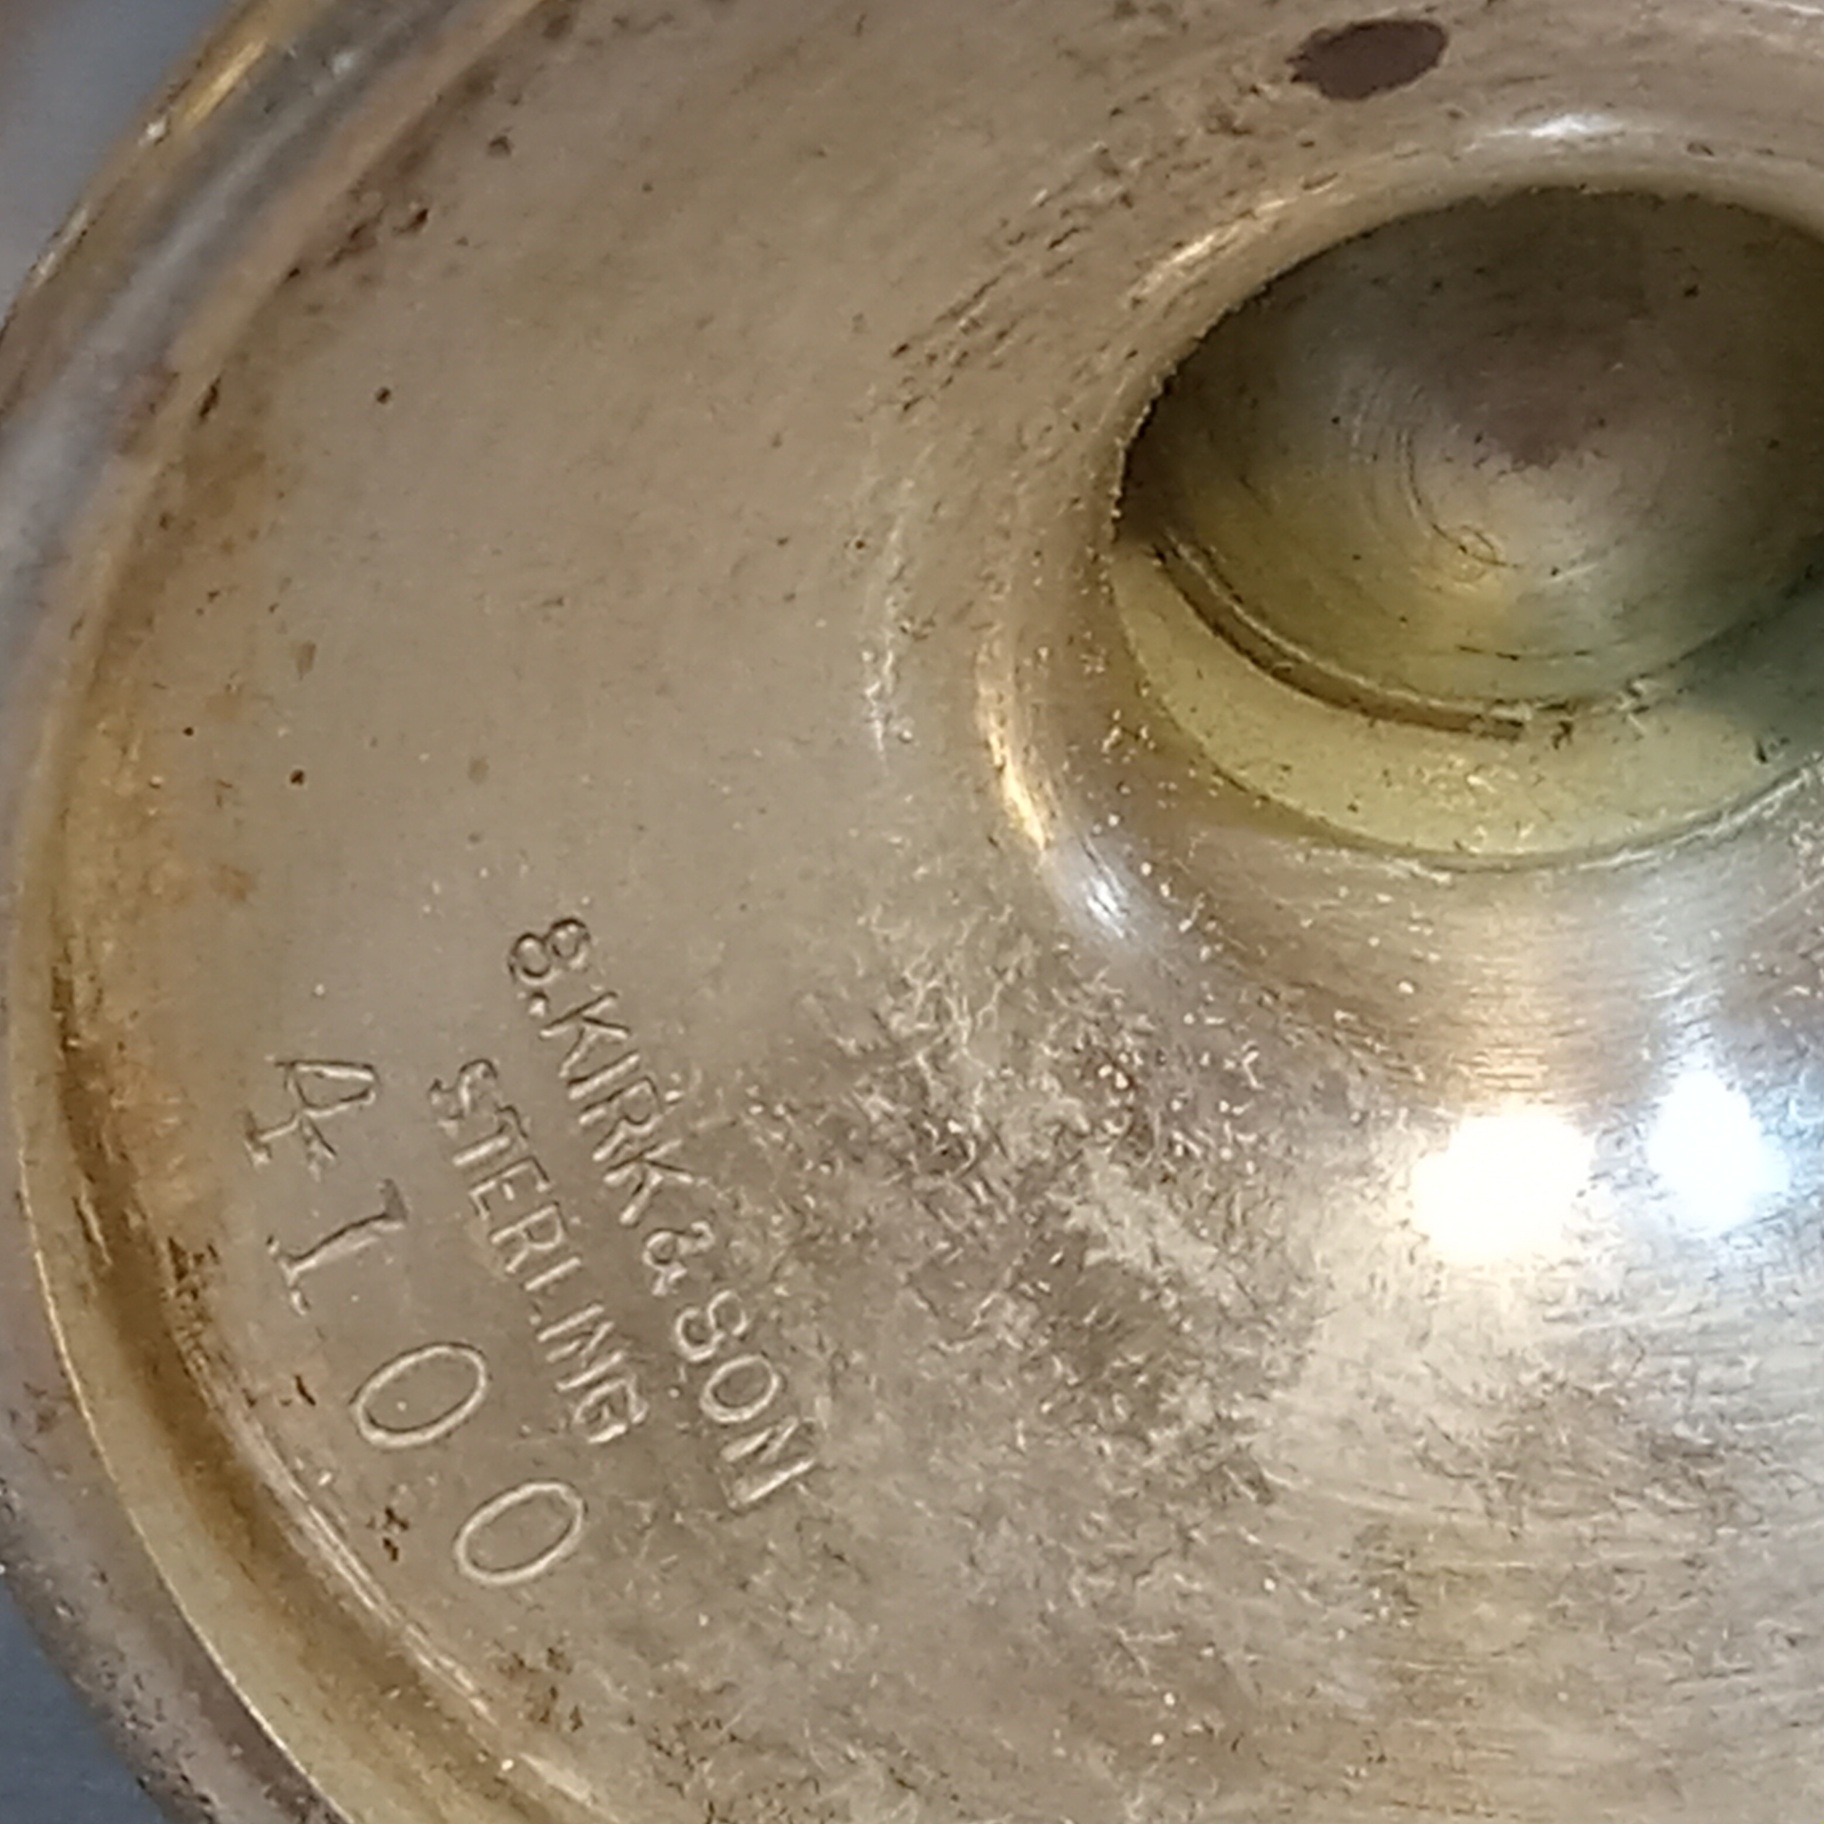 S.KIRK & SON
STERLING
4100